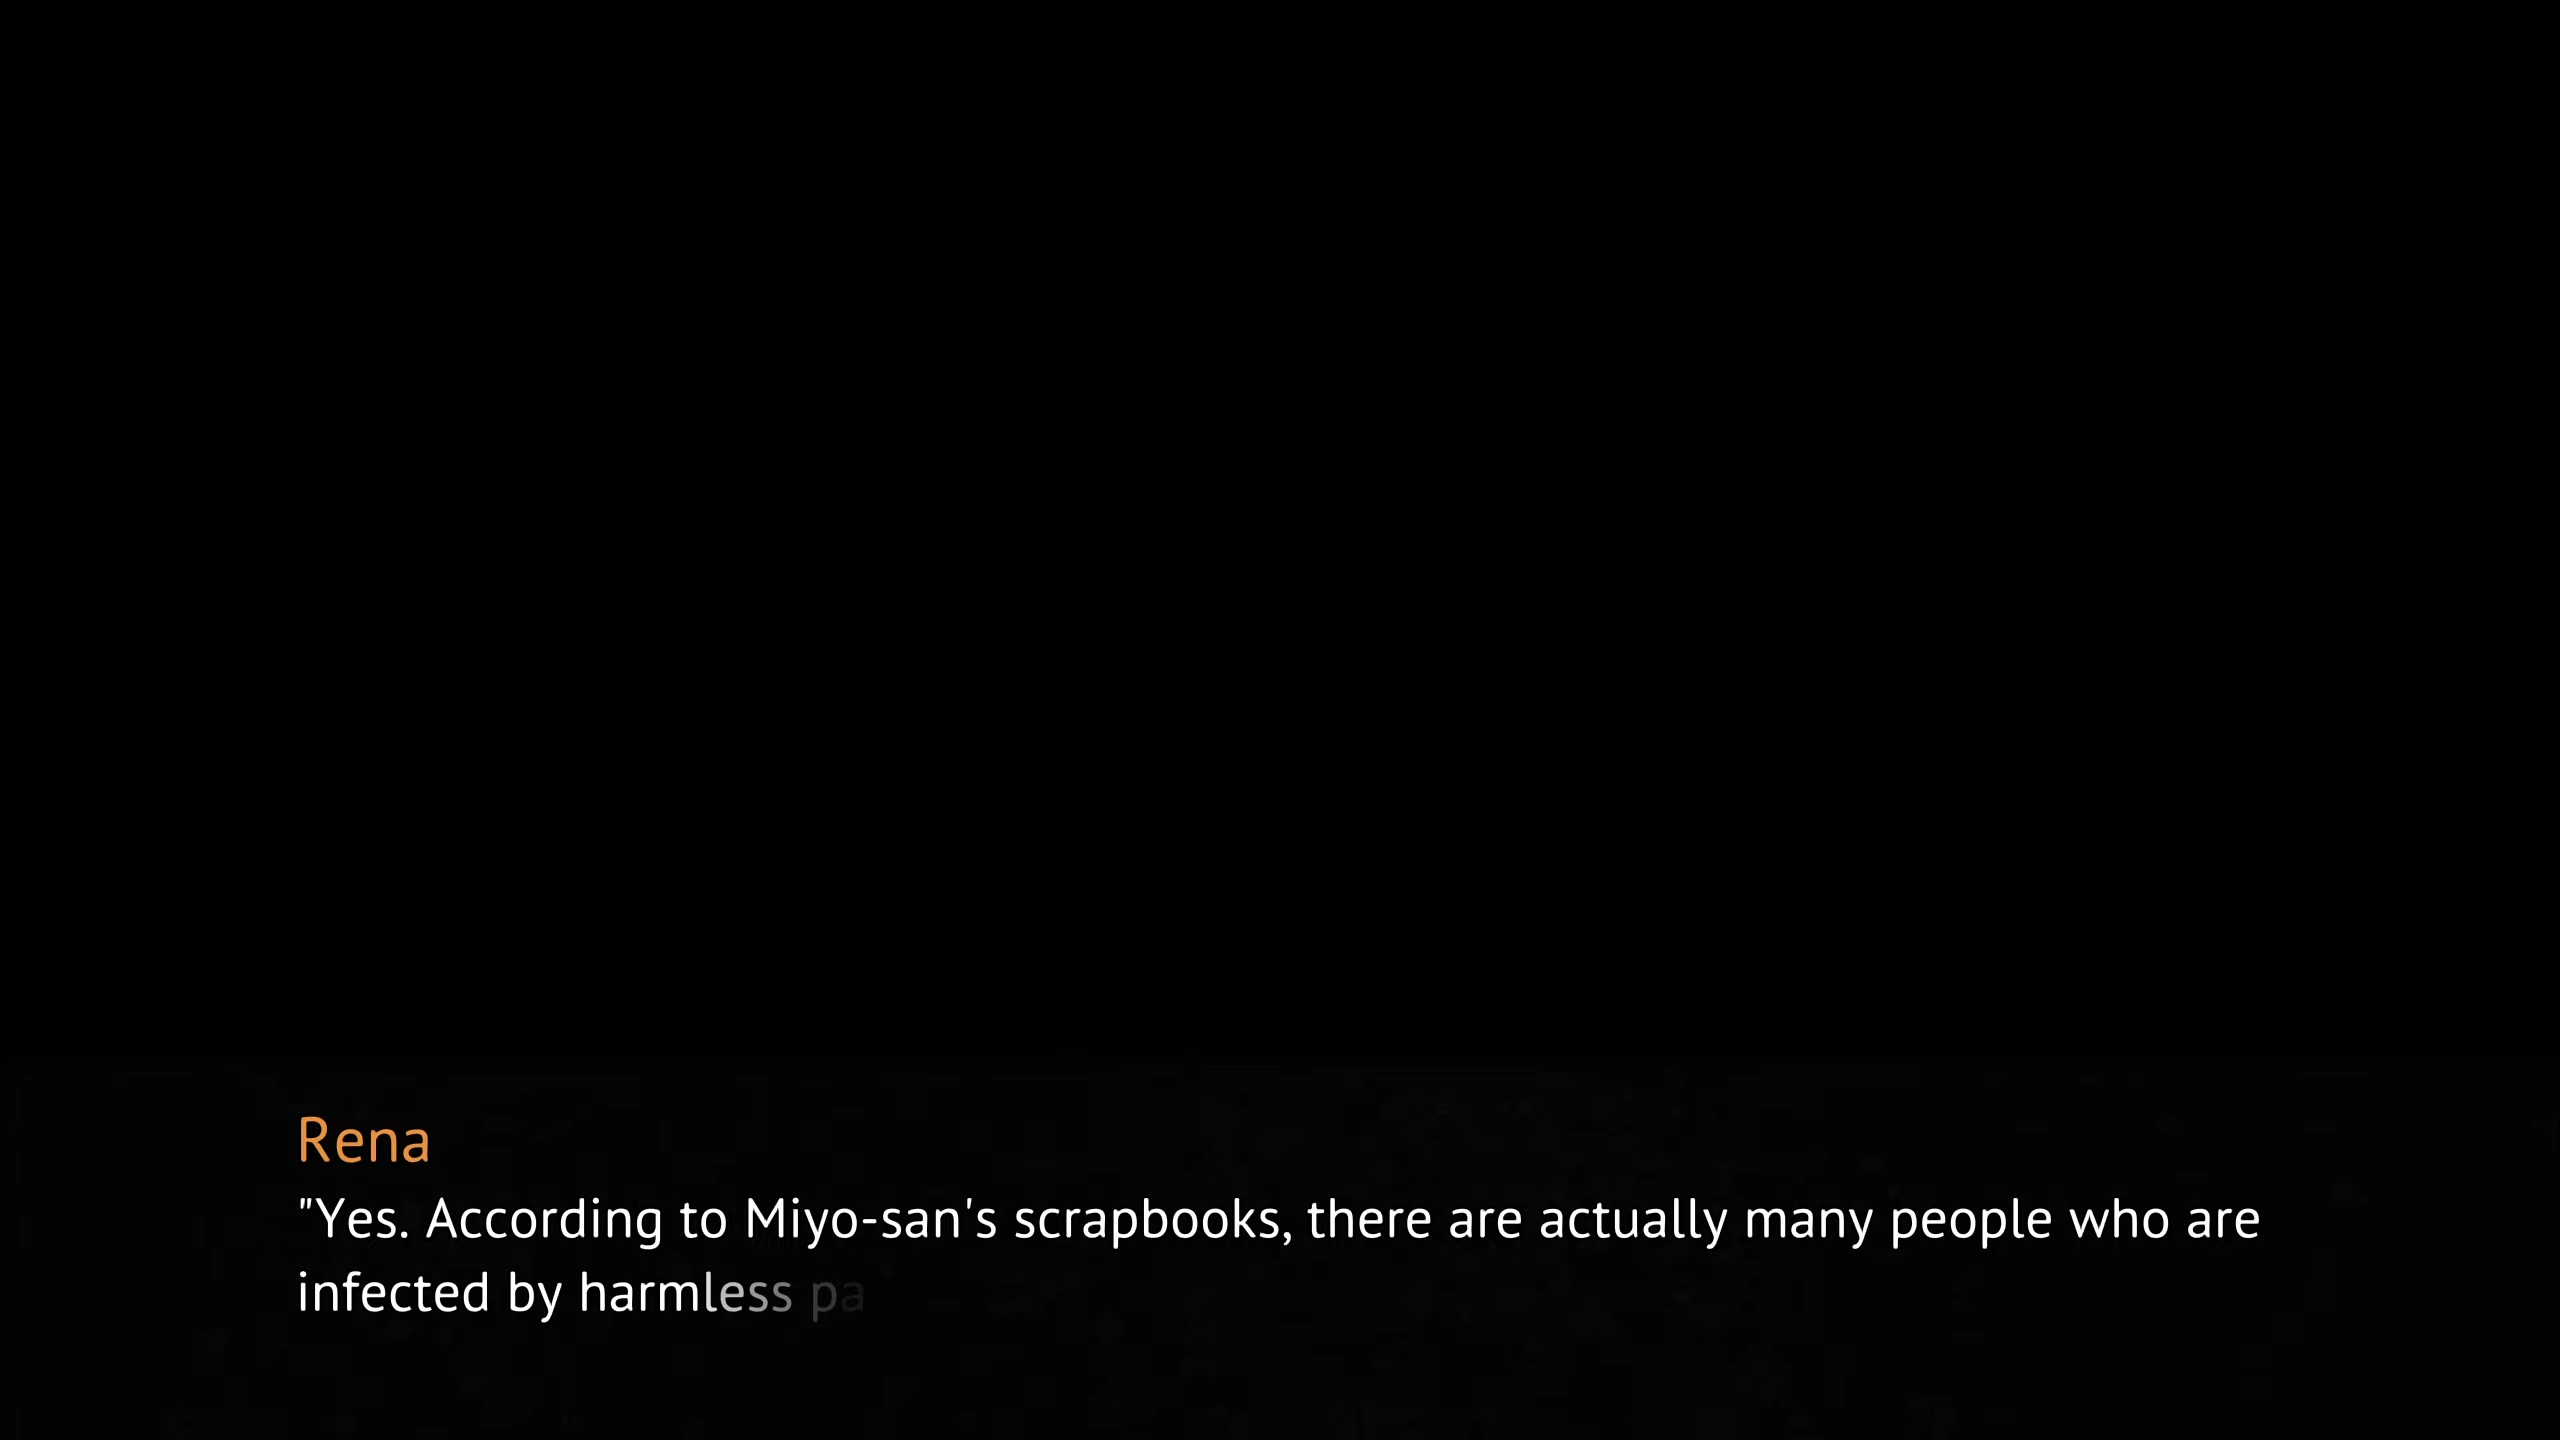 Rena
"Yes. According to Miyo-san's scrapbooks, there are actually many people who are
infected by harmless pa